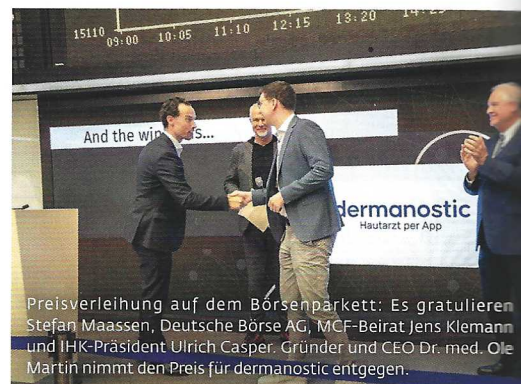 15110
09:00 10:05 11:10 12:15 13:20 14:25
And the win s...
dermanostic
Hautarzt per App
Preisverleihung auf dem Börsenparkett: Es gratulieren
Stefan Maassen, Deutsche Börse AG, MCF-Beirat Jens Klemann
und IHK-Präsident Ulrich Casper. Gründer und CEO Dr. med. Ole
Martin nimmt den Preis für dermanostic entgegen.